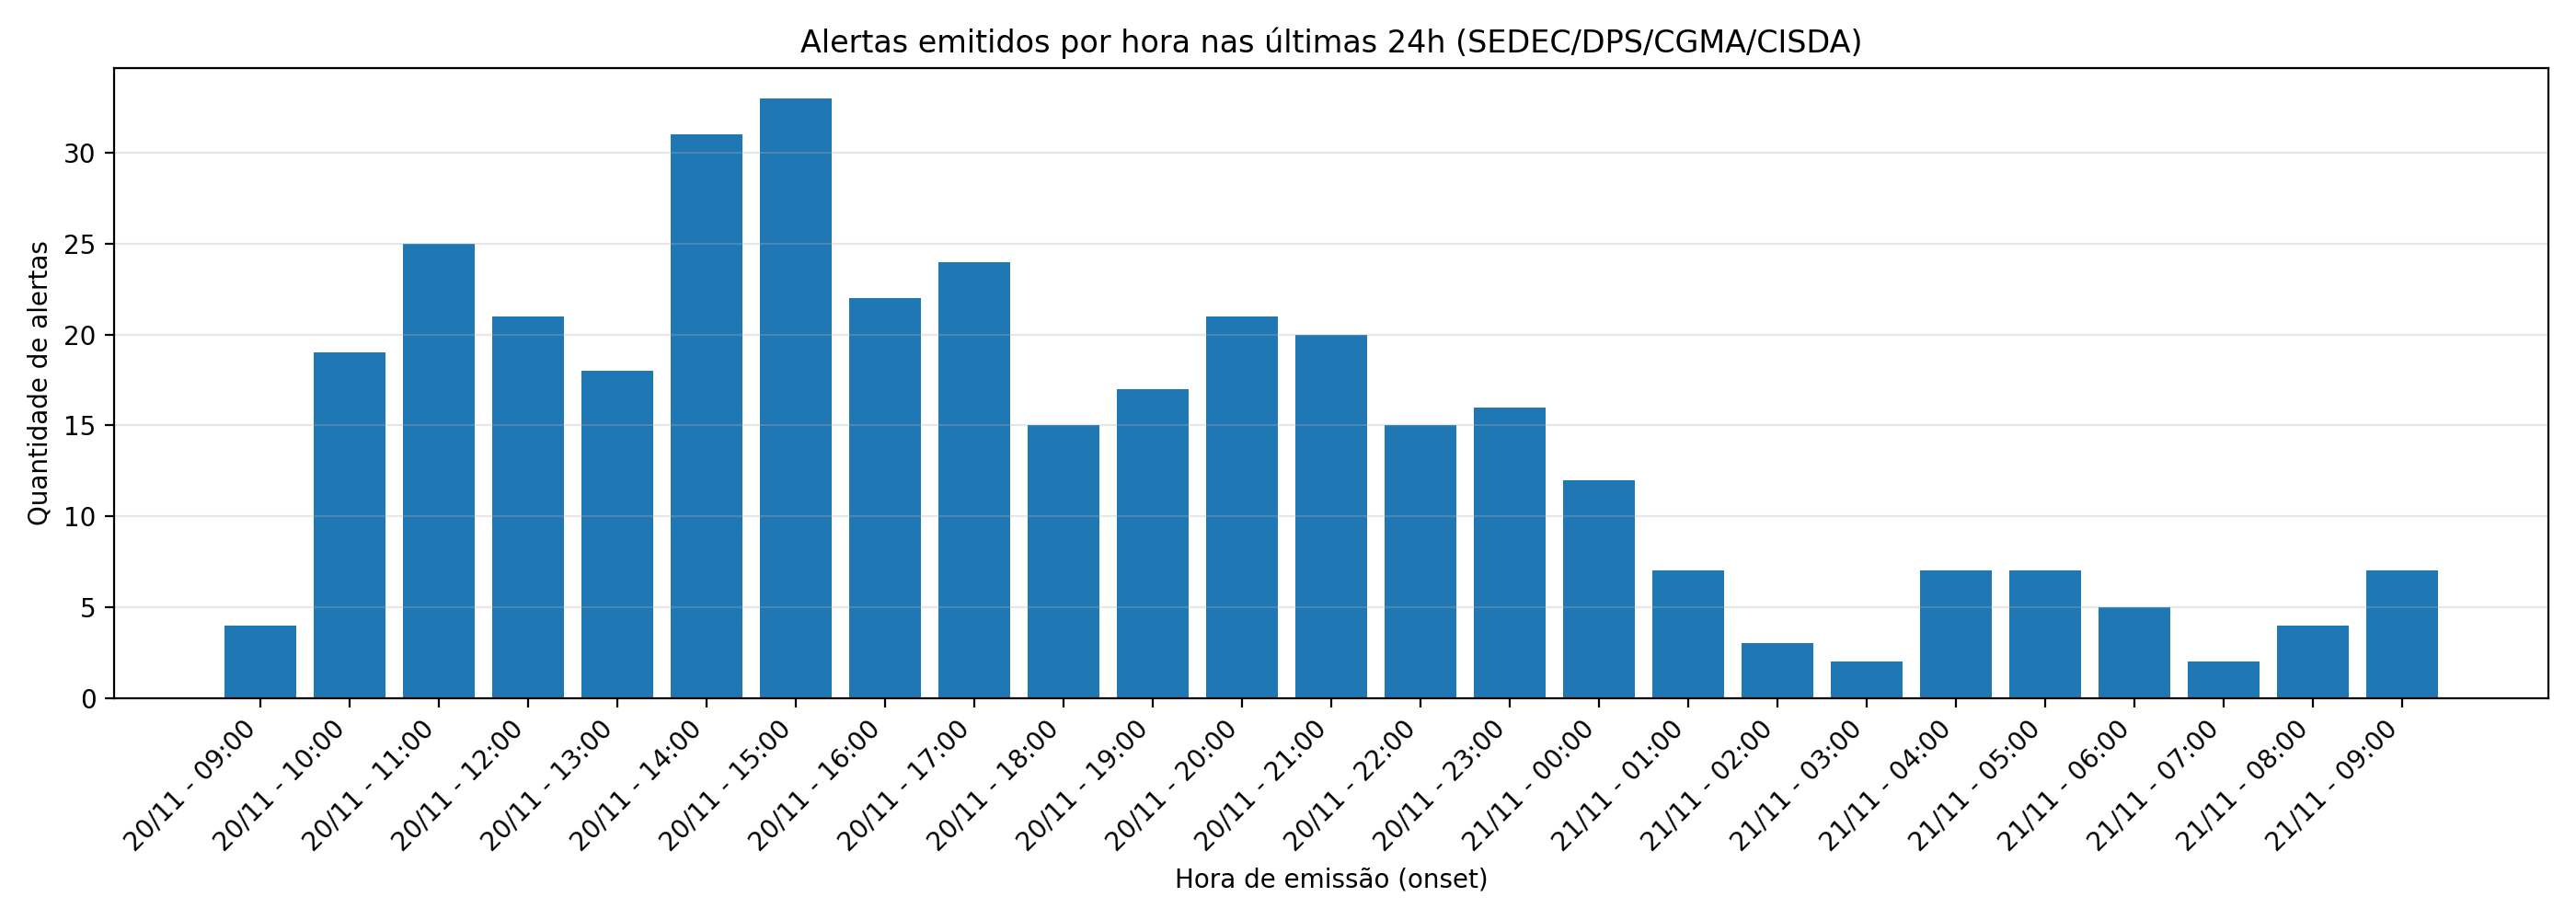 Alertas emitidos por hora nas últimas 24h (SEDEC/DPS/CGMA/CISDA)
Quantidade de alertas
30
25
20
15
10
5
0
20/11 - 09:00
20/11 - 10:00
20/11 - 11:00
20/11 - 12:00
20/11 - 13:00
20/11 - 14:00
20/11 - 15:00
20/11 - 16:00
20/11 - 17:00
20/11 - 18:00
20/11 - 19:00
20/11 - 20:00
20/11 - 21:00
20/11 - 22:00
20/11 - 23:00
21/11 - 00:00
21/11 - 01:00
21/11 - 02:00
21/11 - 03:00
21/11 - 04:00
21/11 - 05:00
21/11 - 06:00
21/11 - 07:00
21/11 - 08:00
21/11 - 09:00
Hora de emissão (onset)